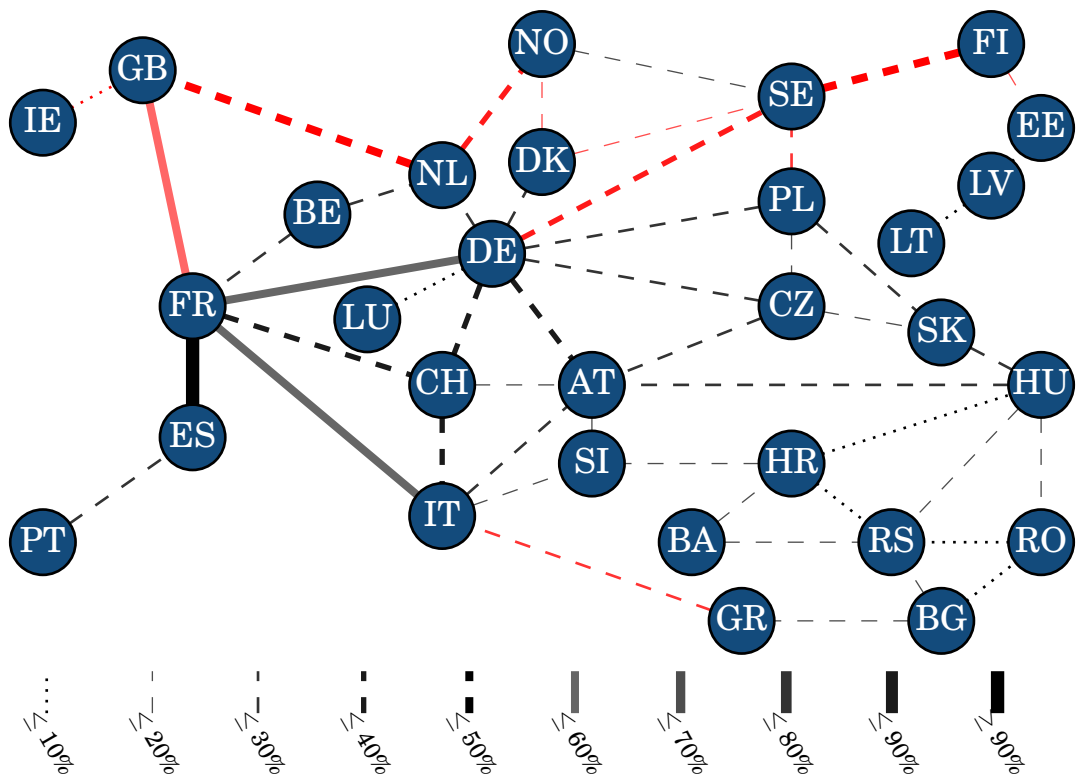 NO
FI
GB
SE
IE
EE
DK
NL
LV
PL
BE
LT
DE
FR
CZ
LU
SK
CH
AT
HU
ES
SI
HR
IT
PT
BA
RS
RO
GR
BG
≤ 10%
≤ 20%
≤ 30%
≤ 40%
≤ 50%
≤ 60%
≤ 70%
≤ 80%
≤ 90%
≥ 90%